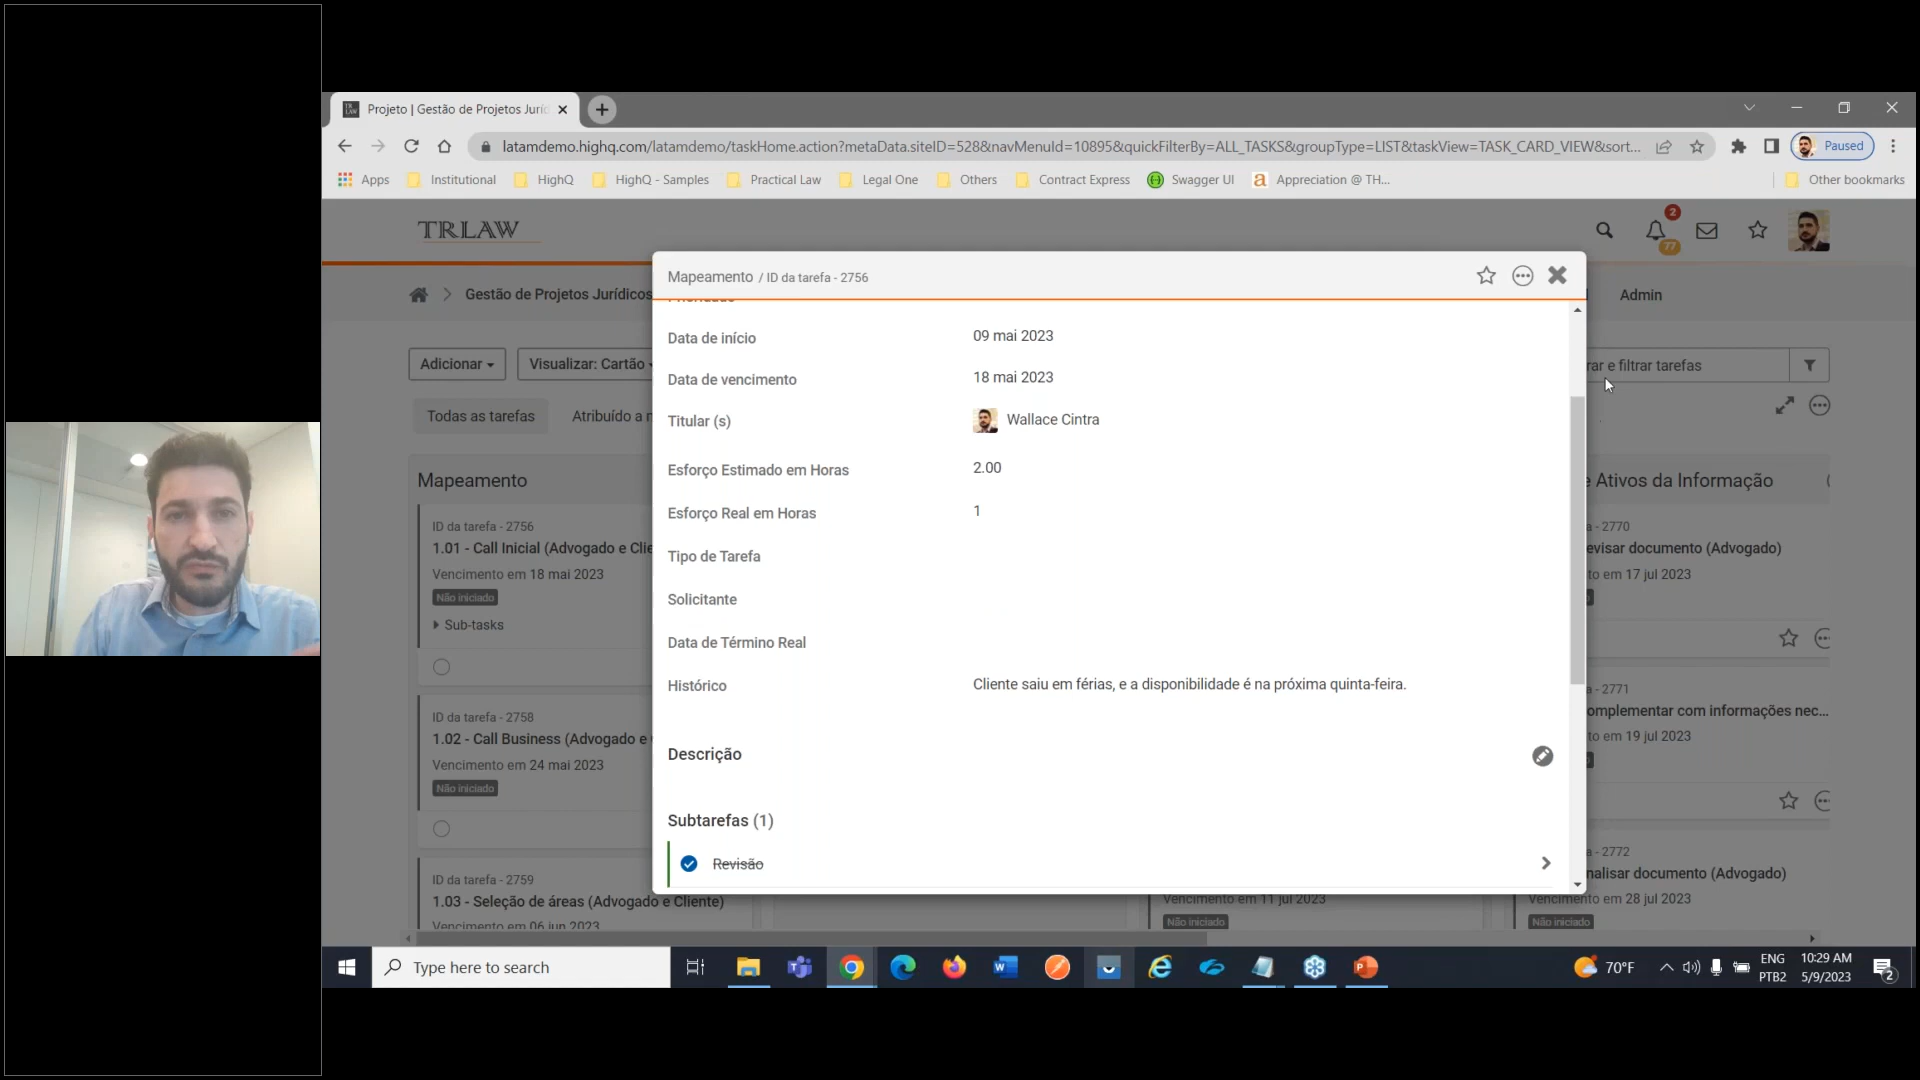 Projeto | Gestão de Projetos Juríd
latamdemo.highq.com/latamdemo/taskHome.action?metaData.siteID=528&navMenuId=10895&quickFilterBy=ALL_TASKS&groupType=LIST&taskView=TASK_CARD_VIEW&sort...
Paused
Apps
Institutional
HighQ
HighQ - Samples
Practical Law
Legal One
Others
Contract Express
Swagger UI
Appreciation @ TH...
Other bookmarks
TRLAW
2
77
Gestão de Projetos Jurídicos
Admin
Adicionar
Visualizar: Cartão
rar e filtrar tarefas
Todas as tarefas
Atribuído a m
Mapeamento
e Ativos da Informação
ID da tarefa - 2756
1.01 - Call Inicial (Advogado e Clie
Vencimento em 18 mai 2023
Não iniciado
Sub-tasks
ID da tarefa - 2758
1.02 - Call Business (Advogado e
Vencimento em 24 mai 2023
Não iniciado
ID da tarefa - 2759
1.03 - Seleção de áreas (Advogado e Cliente)
Vencimento em 06 jun 2023
Mapeamento / ID da tarefa - 2756
Prioridade
Data de início
09 mai 2023
Data de vencimento
18 mai 2023
Titular (s)
Wallace Cintra
Esforço Estimado em Horas
2.00
Esforço Real em Horas
1
Tipo de Tarefa
Solicitante
Data de Término Real
Histórico
Cliente saiu em férias, e a disponibilidade é na próxima quinta-feira.
Descrição
Subtarefas (1)
Revisão
Vencimento em 11 jul 2023
Não iniciado
a - 2770
evisar documento (Advogado)
to em 17 jul 2023
a - 2771
omplementar com informações nec...
to em 19 jul 2023
a - 2772
nalisar documento (Advogado)
Vencimento em 28 jul 2023
Não iniciado
Type here to search
70°F
ENG
PTB2
10:29 AM
5/9/2023
2